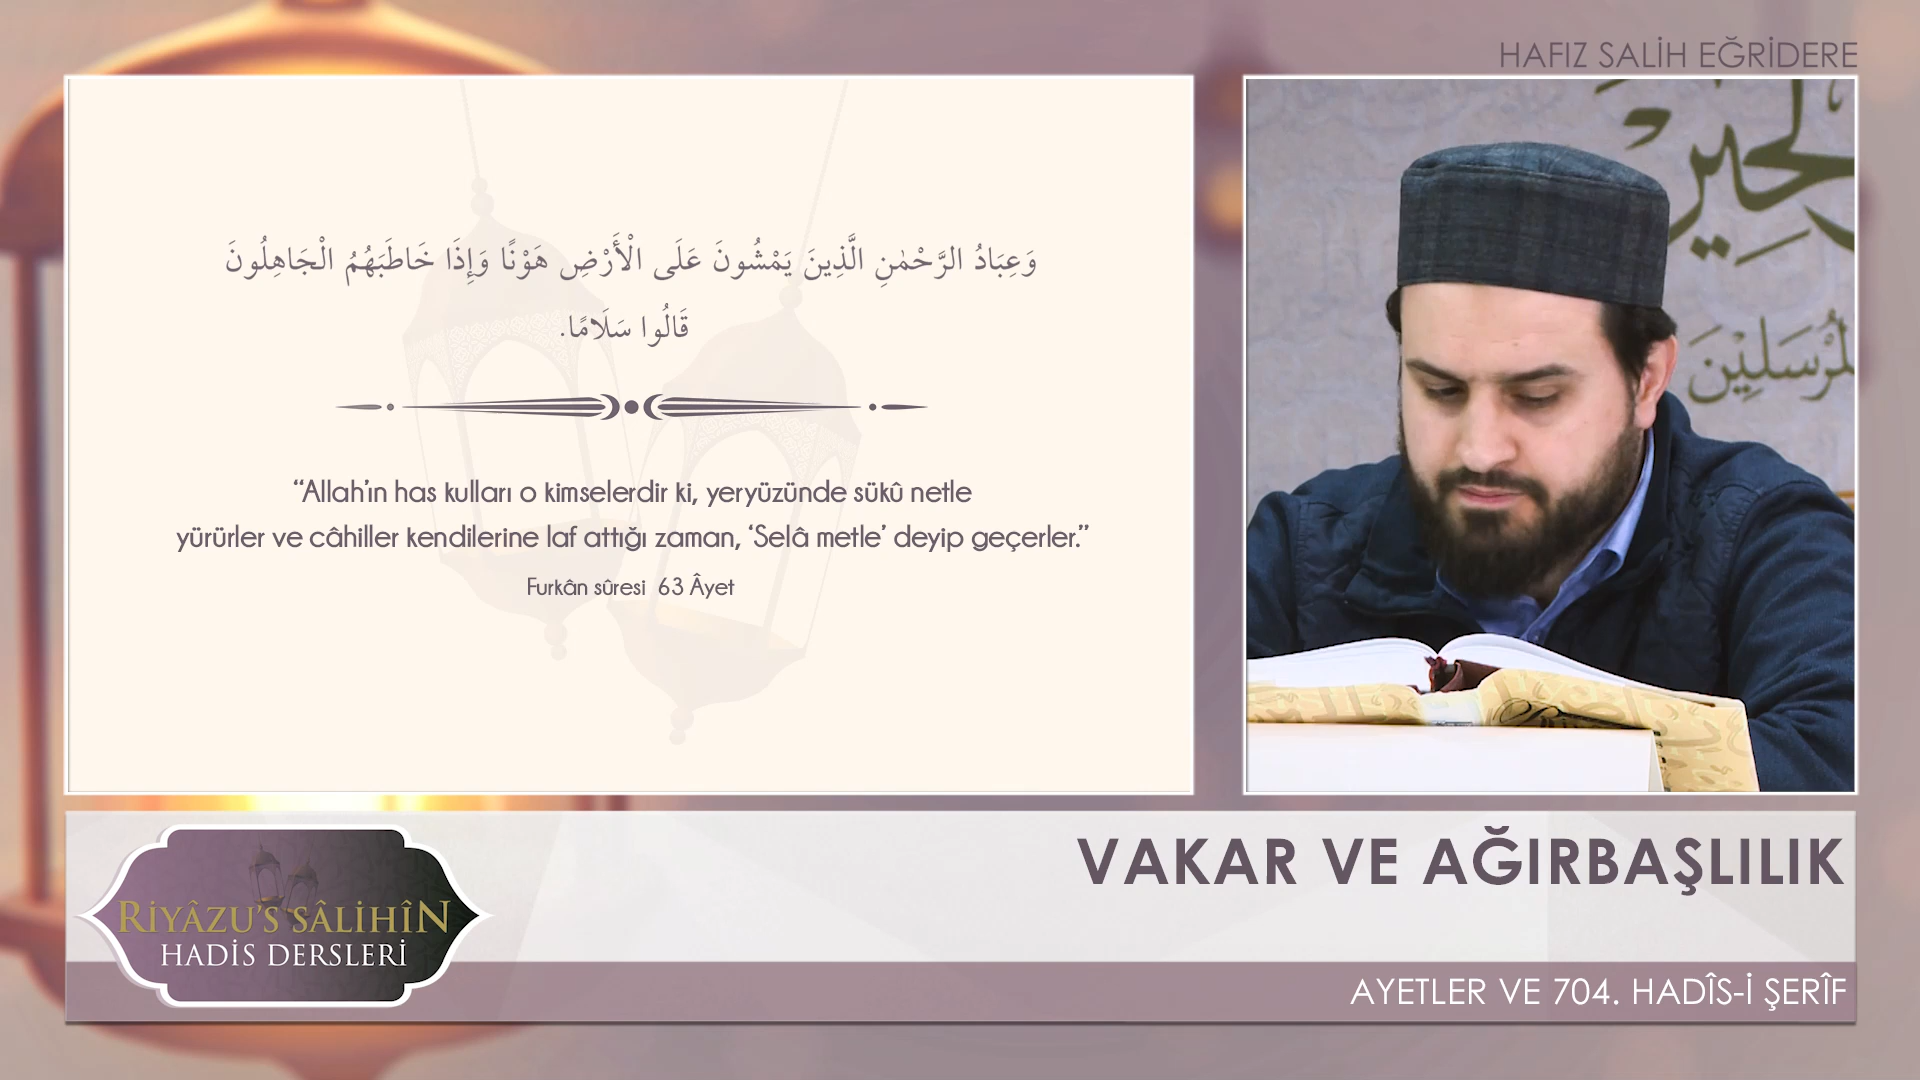 HAFIZ SALİH EĞRİDERE
وَعِبَادُ الرَّحْمٰنِ الَّذِينَ يَمْشُونَ عَلَى الْأَرْضِ هَوْنًا وَإِذَا خَاطَبَهُمُ الْجَاهِلُونَ
قَالُوا سَلَامًا.
“Allah’ın has kulları o kimselerdir ki, yeryüzünde sükû netle
yürürler ve câhiller kendilerine laf attığı zaman, ‘Selâ metle’ deyip geçerler.”
Furkân sûresi 63 Âyet
VAKAR VE AĞIRBAŞLILIK
RİYÂZU’S SÂLİHÎN
HADİS DERSLERİ
AYETLER VE 704. HADÎS-İ ŞERÎF